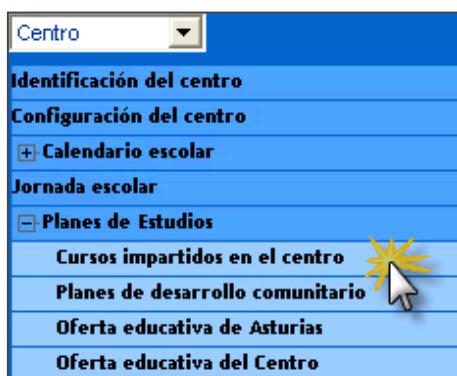 Centro
Identificación del centro
Configuración del centro
Calendario escolar
Jornada escolar
Planes de Estudios
Cursos impartidos en el centro
Planes de desarrollo comunitario
Oferta educativa de Asturias
Oferta educativa del Centro